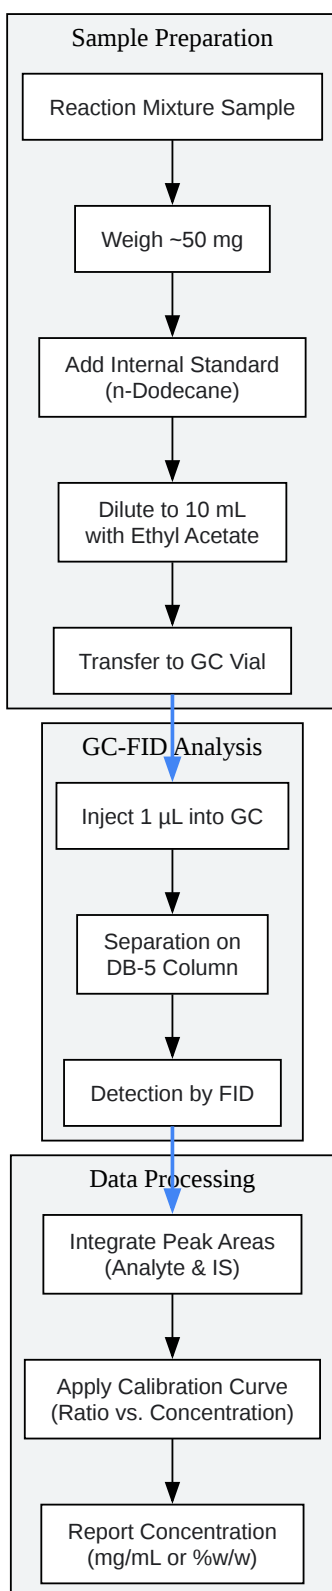 Sample Preparation
Reaction Mixture Sample
Weigh ~50 mg
Add Internal Standard
(n-Dodecane)
Dilute to 10 mL
with Ethyl Acetate
Transfer to GC Vial
GC-FID Analysis
Inject 1 µL into GC
Separation on
DB-5 Column
Detection by FID
Data Processing
Integrate Peak Areas
(Analyte & IS)
Apply Calibration Curve
(Ratio vs. Concentration)
Report Concentration
(mg/mL or %w/w)